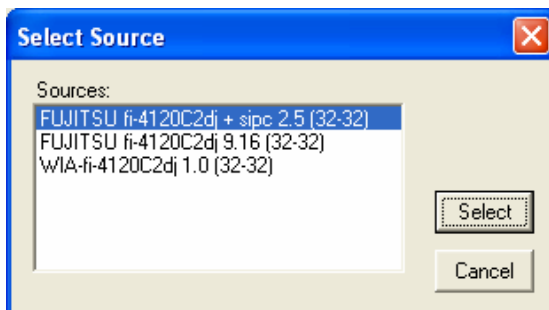 Select Source
Sources:
FUJITSU fi-4120C2dj + sipc 2.5 (32-32)
FUJITSU fi-4120C2dj 9.16 (32-32)
WIA-fi-4120C2dj 1.0 (32-32)
Select
Cancel